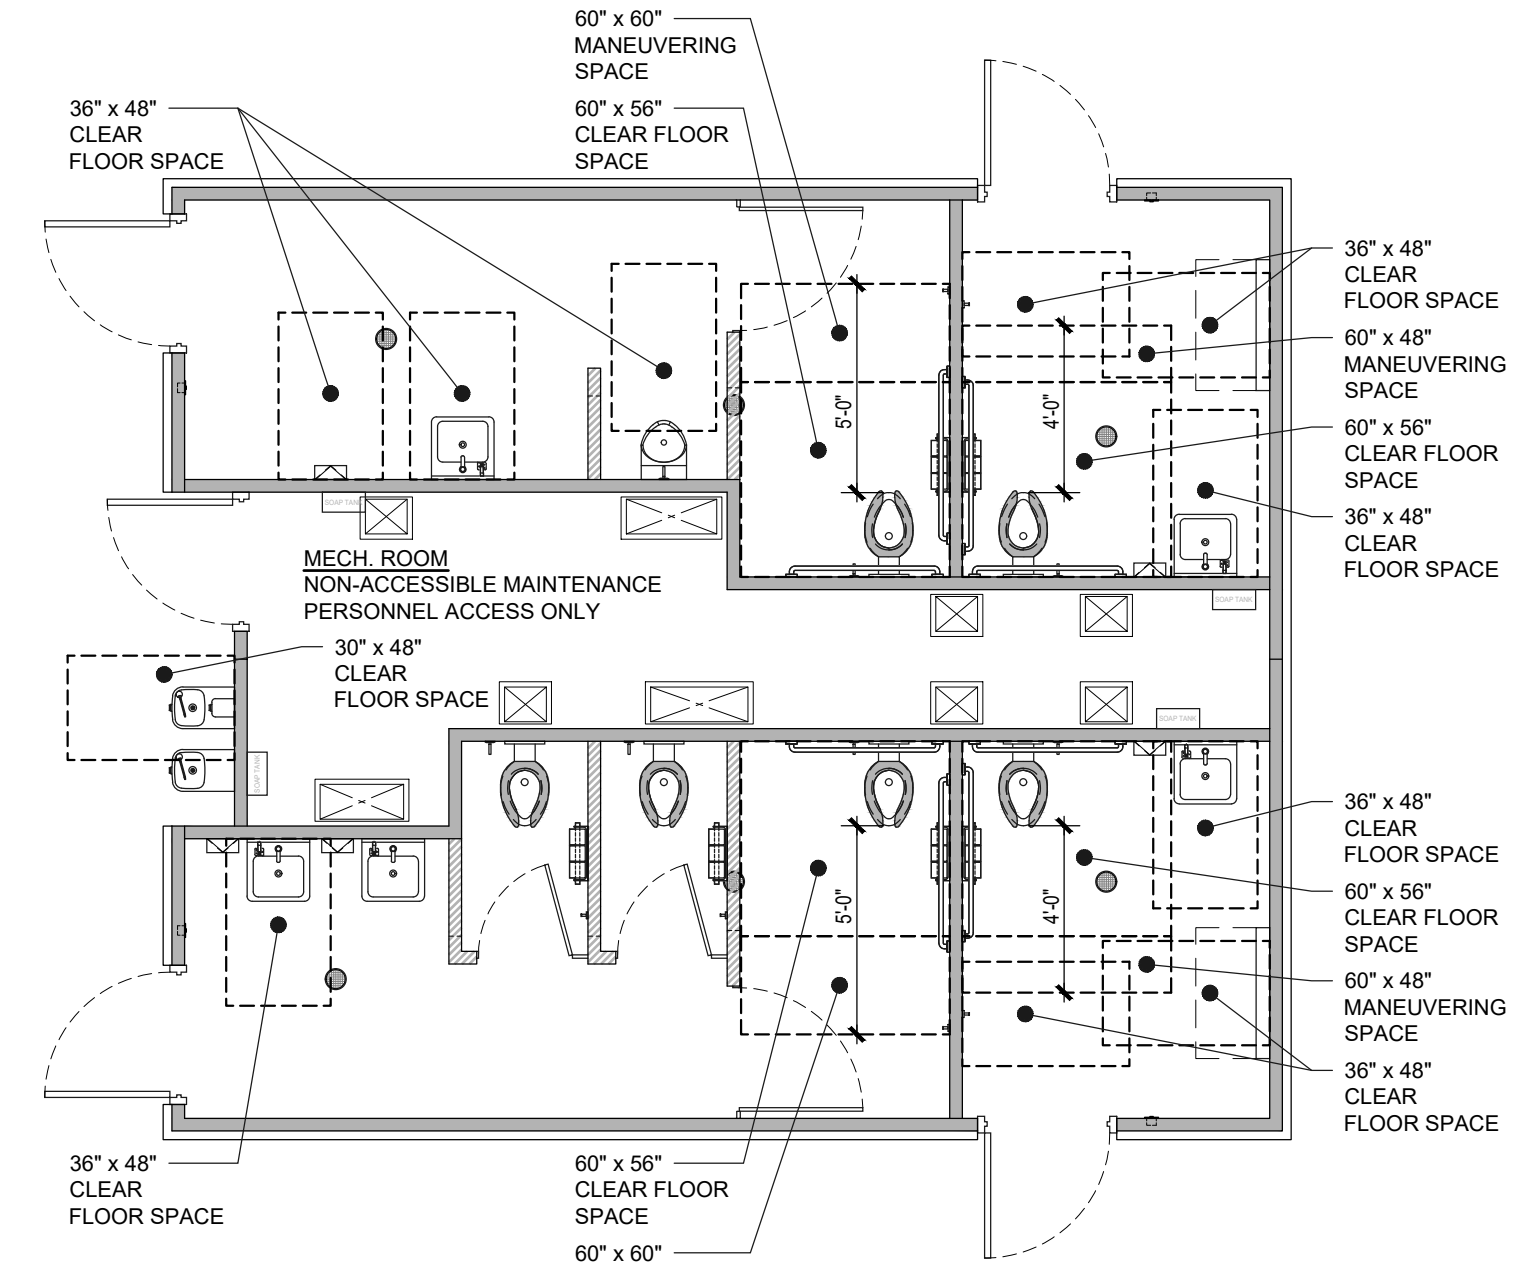 60" x 60"
MANEUVERING
SPACE
36" x 48"
CLEAR
FLOOR SPACE
60" x 56"
CLEAR FLOOR
SPACE
36" x 48"
CLEAR
FLOOR SPACE
60" x 48"
MANEUVERING
SPACE
5'-0"
4'-0"
60" x 56"
CLEAR FLOOR
SPACE
SOAP TANK
36" x 48"
CLEAR
FLOOR SPACE
MECH. ROOM
NON-ACCESSIBLE MAINTENANCE
PERSONNEL ACCESS ONLY
SOAP TANK
30" x 48"
CLEAR
FLOOR SPACE
SOAP TANK
SOAP TANK
36" x 48"
CLEAR
FLOOR SPACE
5'-0"
4'-0"
60" x 56"
CLEAR FLOOR
SPACE
60" x 48"
MANEUVERING
SPACE
36" x 48"
CLEAR
FLOOR SPACE
36" x 48"
CLEAR
FLOOR SPACE
60" x 56"
CLEAR FLOOR
SPACE
60" x 60"